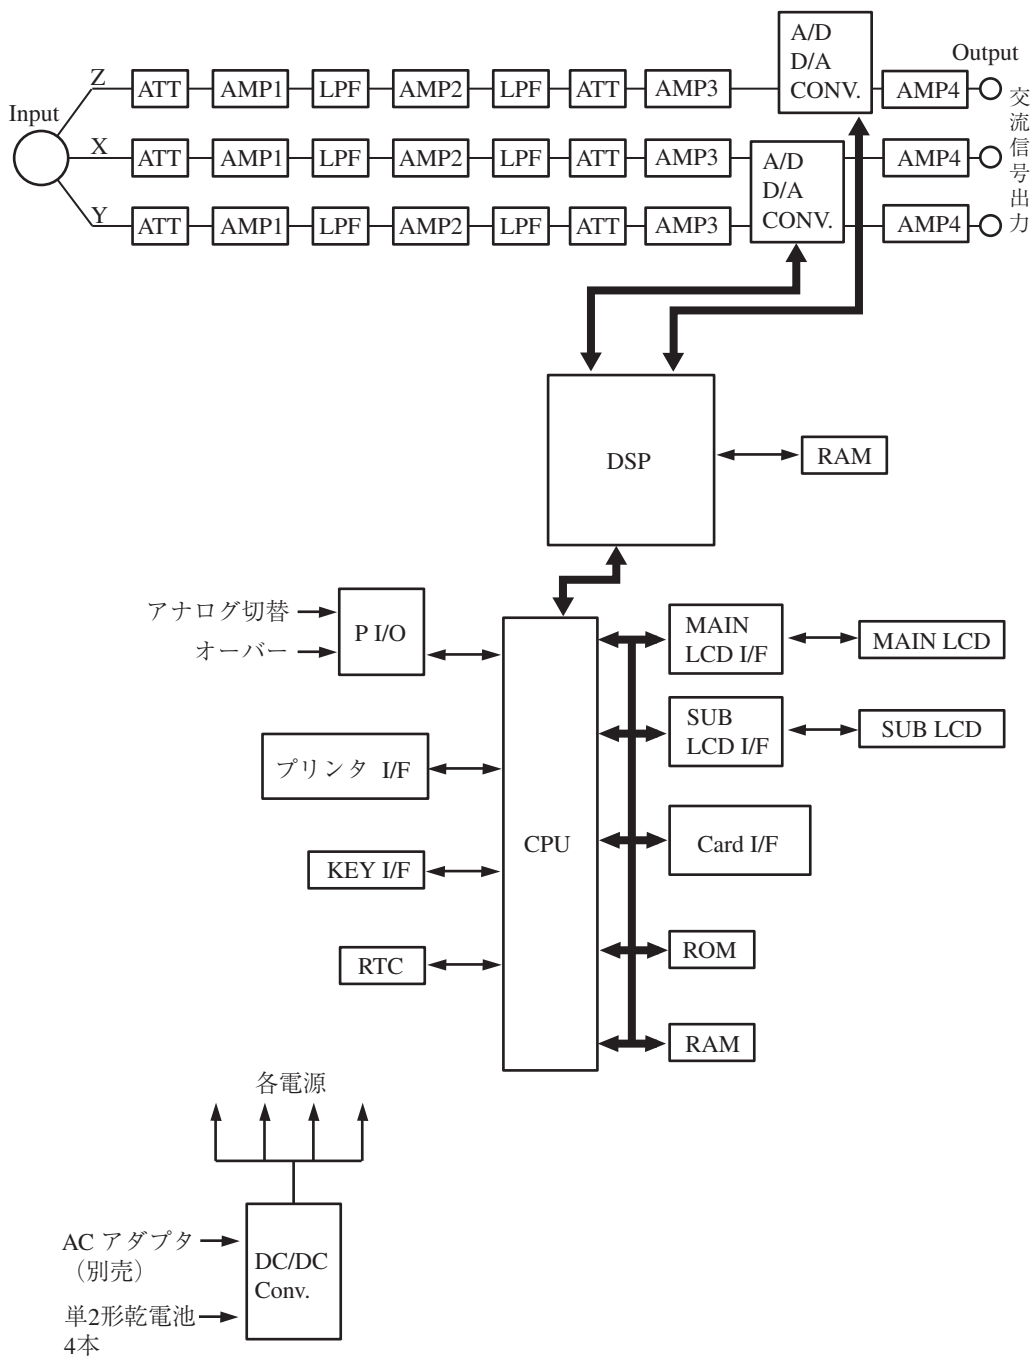 A/D
D/A
CONV.
Output
Input
Z
ATT
AMP1
LPF
AMP2
LPF
ATT
AMP3
AMP4
交流信号出力
X
ATT
AMP1
LPF
AMP2
LPF
ATT
AMP3
A/D
D/A
CONV.
AMP4
Y
ATT
AMP1
LPF
AMP2
LPF
ATT
AMP3
AMP4
DSP
RAM
アナログ切替
オーバー
P I/O
MAIN
LCD I/F
MAIN LCD
SUB
LCD I/F
SUB LCD
プリンタ I/F
CPU
Card I/F
KEY I/F
RTC
ROM
RAM
各電源
AC アダプタ
（別売）
DC/DC
Conv.
単2形乾電池
4本